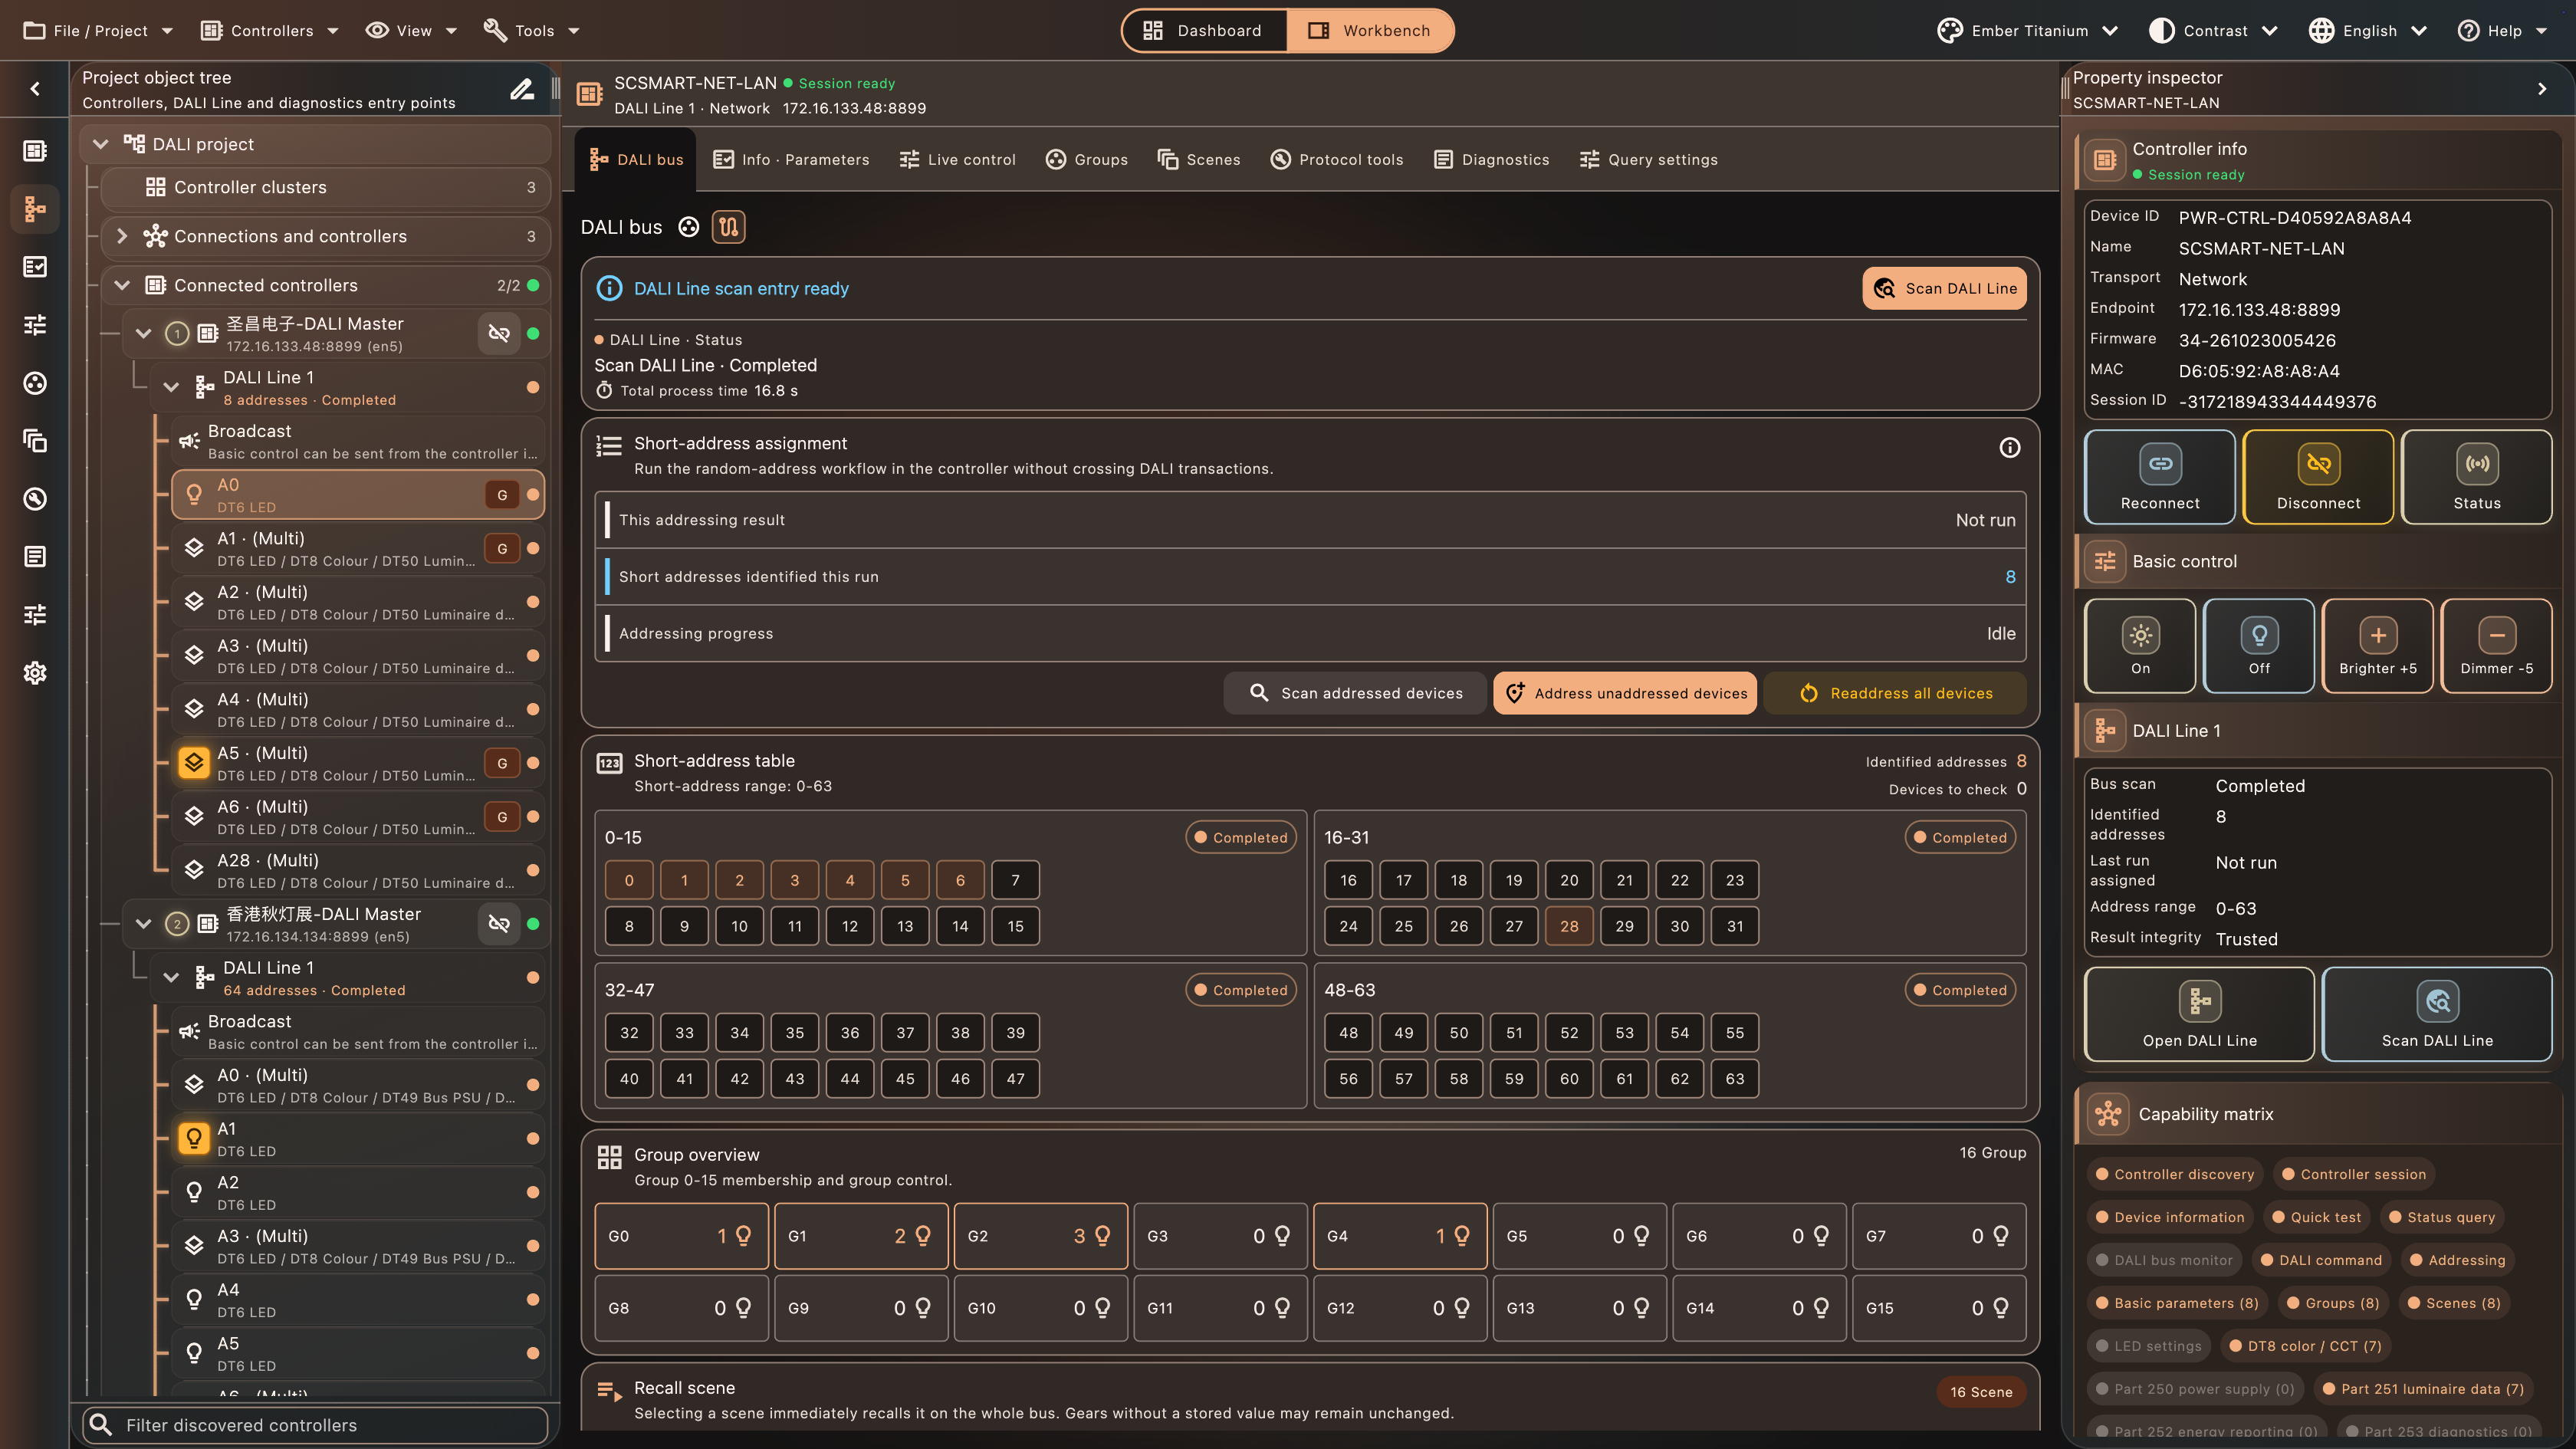 File / Project
Controllers
View
Tools
Dashboard
Workbench
Ember Titanium
Contrast
English
Help
Project object tree
Controllers, DALI Line and diagnostics entry points
DALI project
Controller clusters 3
Connections and controllers 3
Connected controllers 2/2
1 圣昌电子-DALI Master
172.16.133.48:8899 (en5)
DALI Line 1
8 addresses · Completed
Broadcast
Basic control can be sent from the controller i...
A0
DT6 LED
G
A1 · (Multi)
DT6 LED / DT8 Colour / DT50 Lumin...
G
A2 · (Multi)
DT6 LED / DT8 Colour / DT50 Luminaire d...
A3 · (Multi)
DT6 LED / DT8 Colour / DT50 Luminaire d...
A4 · (Multi)
DT6 LED / DT8 Colour / DT50 Luminaire d...
A5 · (Multi)
DT6 LED / DT8 Colour / DT50 Lumin...
G
A6 · (Multi)
DT6 LED / DT8 Colour / DT50 Lumin...
G
A28 · (Multi)
DT6 LED / DT8 Colour / DT50 Luminaire d...
2 香港秋灯展-DALI Master
172.16.134.134:8899 (en5)
DALI Line 1
64 addresses · Completed
Broadcast
Basic control can be sent from the controller i...
A0 · (Multi)
DT6 LED / DT8 Colour / DT49 Bus PSU / D...
A1
DT6 LED
A2
DT6 LED
A3 · (Multi)
DT6 LED / DT8 Colour / DT49 Bus PSU / D...
A4
DT6 LED
A5
DT6 LED
A6 · (Multi)
Filter discovered controllers
SCSMART-NET-LAN Session ready
DALI Line 1 · Network 172.16.133.48:8899
DALI bus
Info · Parameters
Live control
Groups
Scenes
Protocol tools
Diagnostics
Query settings
DALI bus
DALI Line scan entry ready
Scan DALI Line
DALI Line · Status
Scan DALI Line · Completed
Total process time 16.8 s
Short-address assignment
Run the random-address workflow in the controller without crossing DALI transactions.
This addressing result Not run
Short addresses identified this run 8
Addressing progress Idle
Scan addressed devices
Address unaddressed devices
Readdress all devices
123 Short-address table
Short-address range: 0-63
Identified addresses 8
Devices to check 0
0-15 Completed
0 1 2 3 4 5 6 7
8 9 10 11 12 13 14 15
16-31 Completed
16 17 18 19 20 21 22 23
24 25 26 27 28 29 30 31
32-47 Completed
32 33 34 35 36 37 38 39
40 41 42 43 44 45 46 47
48-63 Completed
48 49 50 51 52 53 54 55
56 57 58 59 60 61 62 63
Group overview
Group 0-15 membership and group control.
16 Group
G0 1 G1 2 G2 3 G3 0 G4 1 G5 0 G6 0 G7 0
G8 0 G9 0 G10 0 G11 0 G12 0 G13 0 G14 0 G15 0
Recall scene
Selecting a scene immediately recalls it on the whole bus. Gears without a stored value may remain unchanged.
16 Scene
Property inspector
SCSMART-NET-LAN
Controller info
Session ready
Device ID PWR-CTRL-D40592A8A8A4
Name SCSMART-NET-LAN
Transport Network
Endpoint 172.16.133.48:8899
Firmware 34-261023005426
MAC D6:05:92:A8:A8:A4
Session ID -317218943344449376
Reconnect
Disconnect
Status
Basic control
On
Off
Brighter +5
Dimmer -5
DALI Line 1
Bus scan Completed
Identified addresses 8
Last run assigned Not run
Address range 0-63
Result integrity Trusted
Open DALI Line
Scan DALI Line
Capability matrix
Controller discovery
Controller session
Device information
Quick test
Status query
DALI bus monitor
DALI command
Addressing
Basic parameters (8)
Groups (8)
Scenes (8)
LED settings
DT8 color / CCT (7)
Part 250 power supply (0)
Part 251 luminaire data (7)
Part 252 energy reporting (0)
Part 253 diagnostics (0)